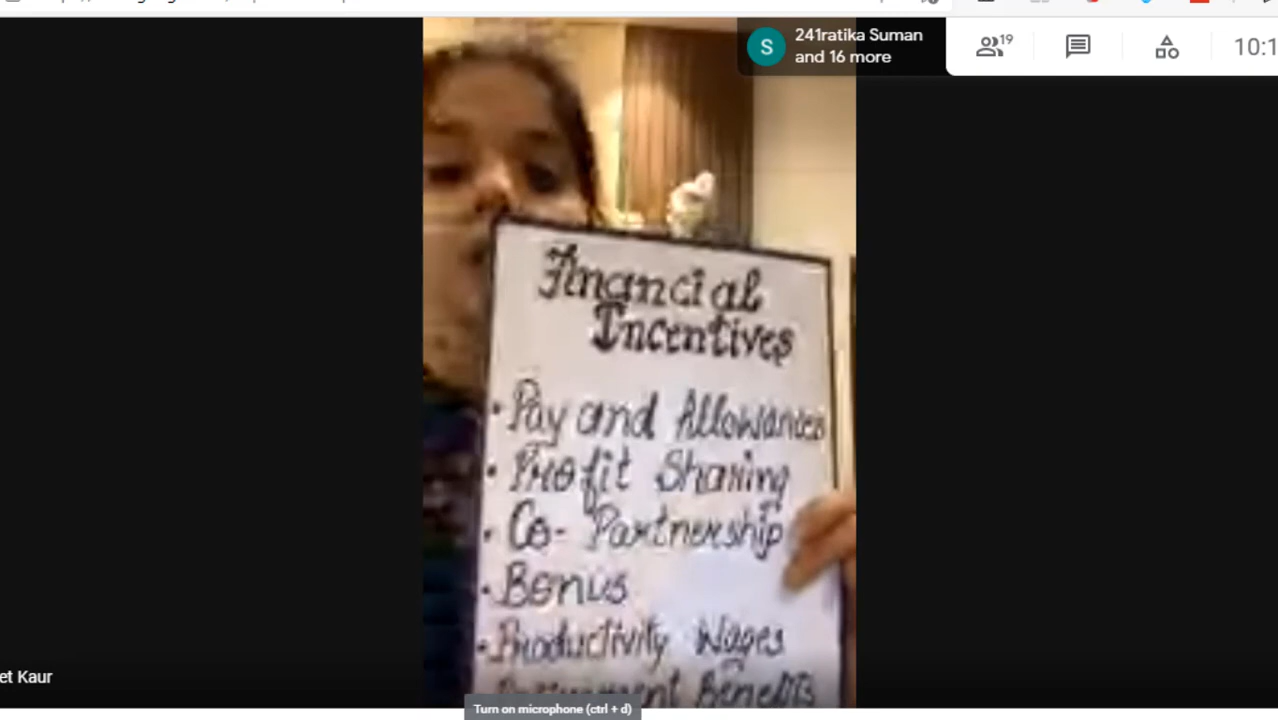 241ratika Suman
and 16 more
S
19
10:1
Financial
Incentives
• Pay and Allowances
• Profit Sharing
• Co-Partnership
• Bonus
• Productivity Wages
Benefits
et Kaur
Turn on microphone (ctrl + d)